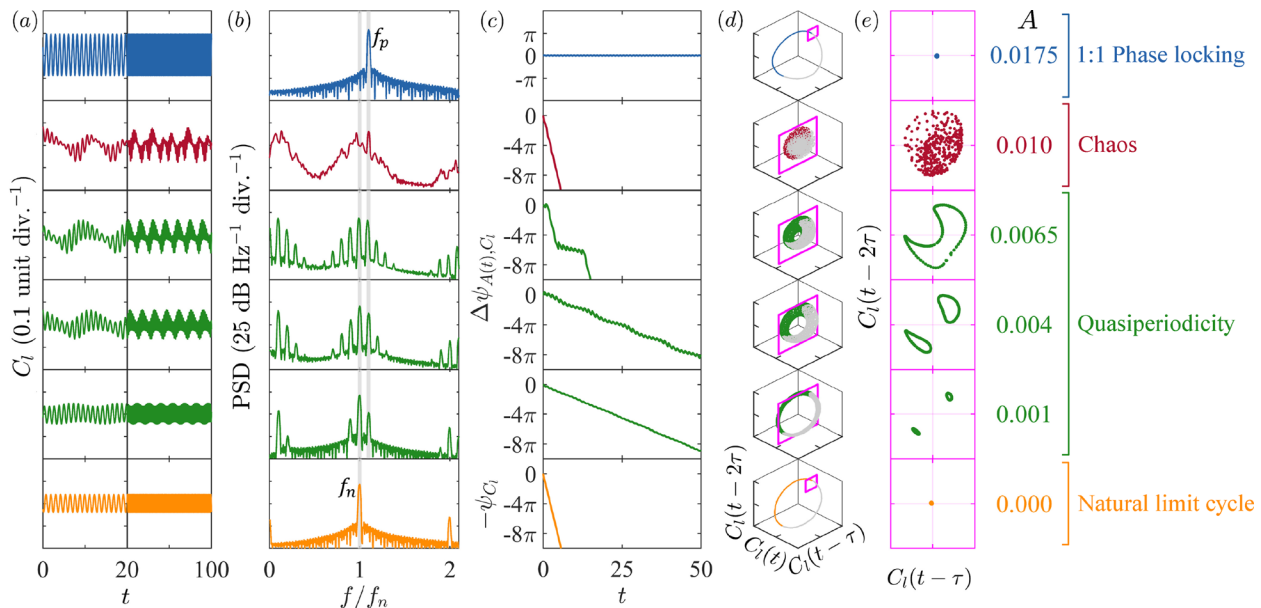 (a) (b) (c) (d) (e) A
C_l (0.1 unit div.⁻¹)
0 20 100
t
PSD (25 dB Hz⁻¹ div.⁻¹)
f_p
f_n
0 1 2
f/f_n
Δψ_{A(t),C_l}
−ψ_{C_l}
π
0
-π
0
-4π
-8π
0
-4π
-8π
0
-4π
-8π
0
-4π
-8π
0
-4π
-8π
0 25 50
t
C_l(t − 2τ)
C_l(t)
C_l(t − τ)
C_l(t − 2τ)
C_l(t − τ)
0.0175 1:1 Phase locking
0.010 Chaos
0.0065
0.004 Quasiperiodicity
0.001
0.000 Natural limit cycle